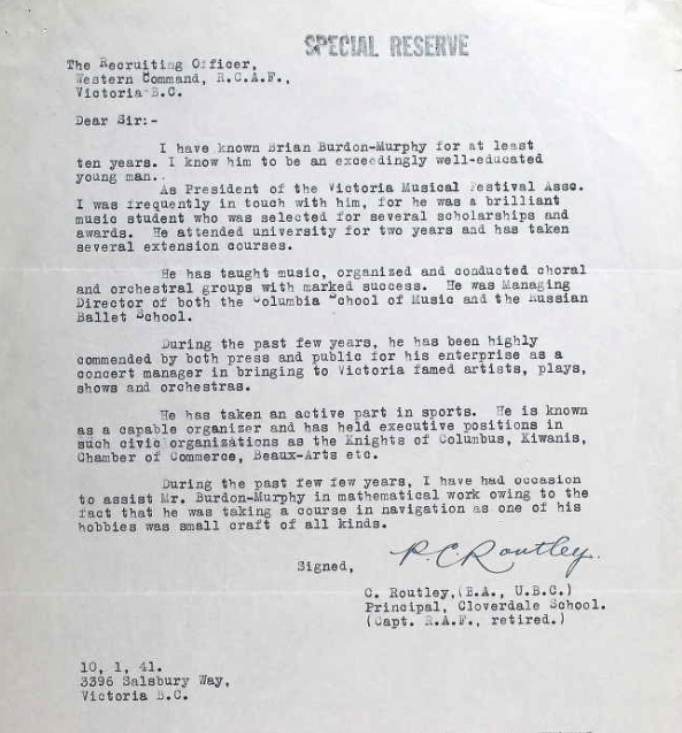 SPECIAL RESERVE
The Recruiting Officer,
Western Command, R.C.A.F.,
Victoria B.C.
Dear Sir:-
I have known Brian Burdon-Murphy for at least
ten years. I know him to be an exceedingly well-educated
young man..
As President of the Victoria Musical Festival Assc.
I was frequently in touch with him, for he was a brilliant
music student who was selected for several scholarships and
awards. He attended university for two years and has taken
several extension courses.
He has taught music, organized and conducted choral
and orchestral groups with marked success. He was Managing
Director of both the Columbia School of Music and the Russian
Ballet School.
During the past few years, he has been highly
commended by both press and public for his enterprise as a
concert manager in bringing to Victoria famed artists, plays,
shows and orchestras.
He has taken an active part in sports. He is known
as a capable organizer and has held executive positions in
such civic organizations as the Knights of Columbus, Kiwanis,
Chamber of Commerce, Beaux-Arts etc.
During the past few few years, I have had occasion
to assist Mr. Burdon-Murphy in mathematical work owing to the
fact that he was taking a course in navigation as one of his
hobbies was small craft of all kinds.
Signed, P.C. Routley.
C. Routley,(B.A., U.B.C.)
Principal, Cloverdale School.
(Capt. R.A.F., retired.)
10, 1, 41.
3396 Salsbury Way,
Victoria B.C.